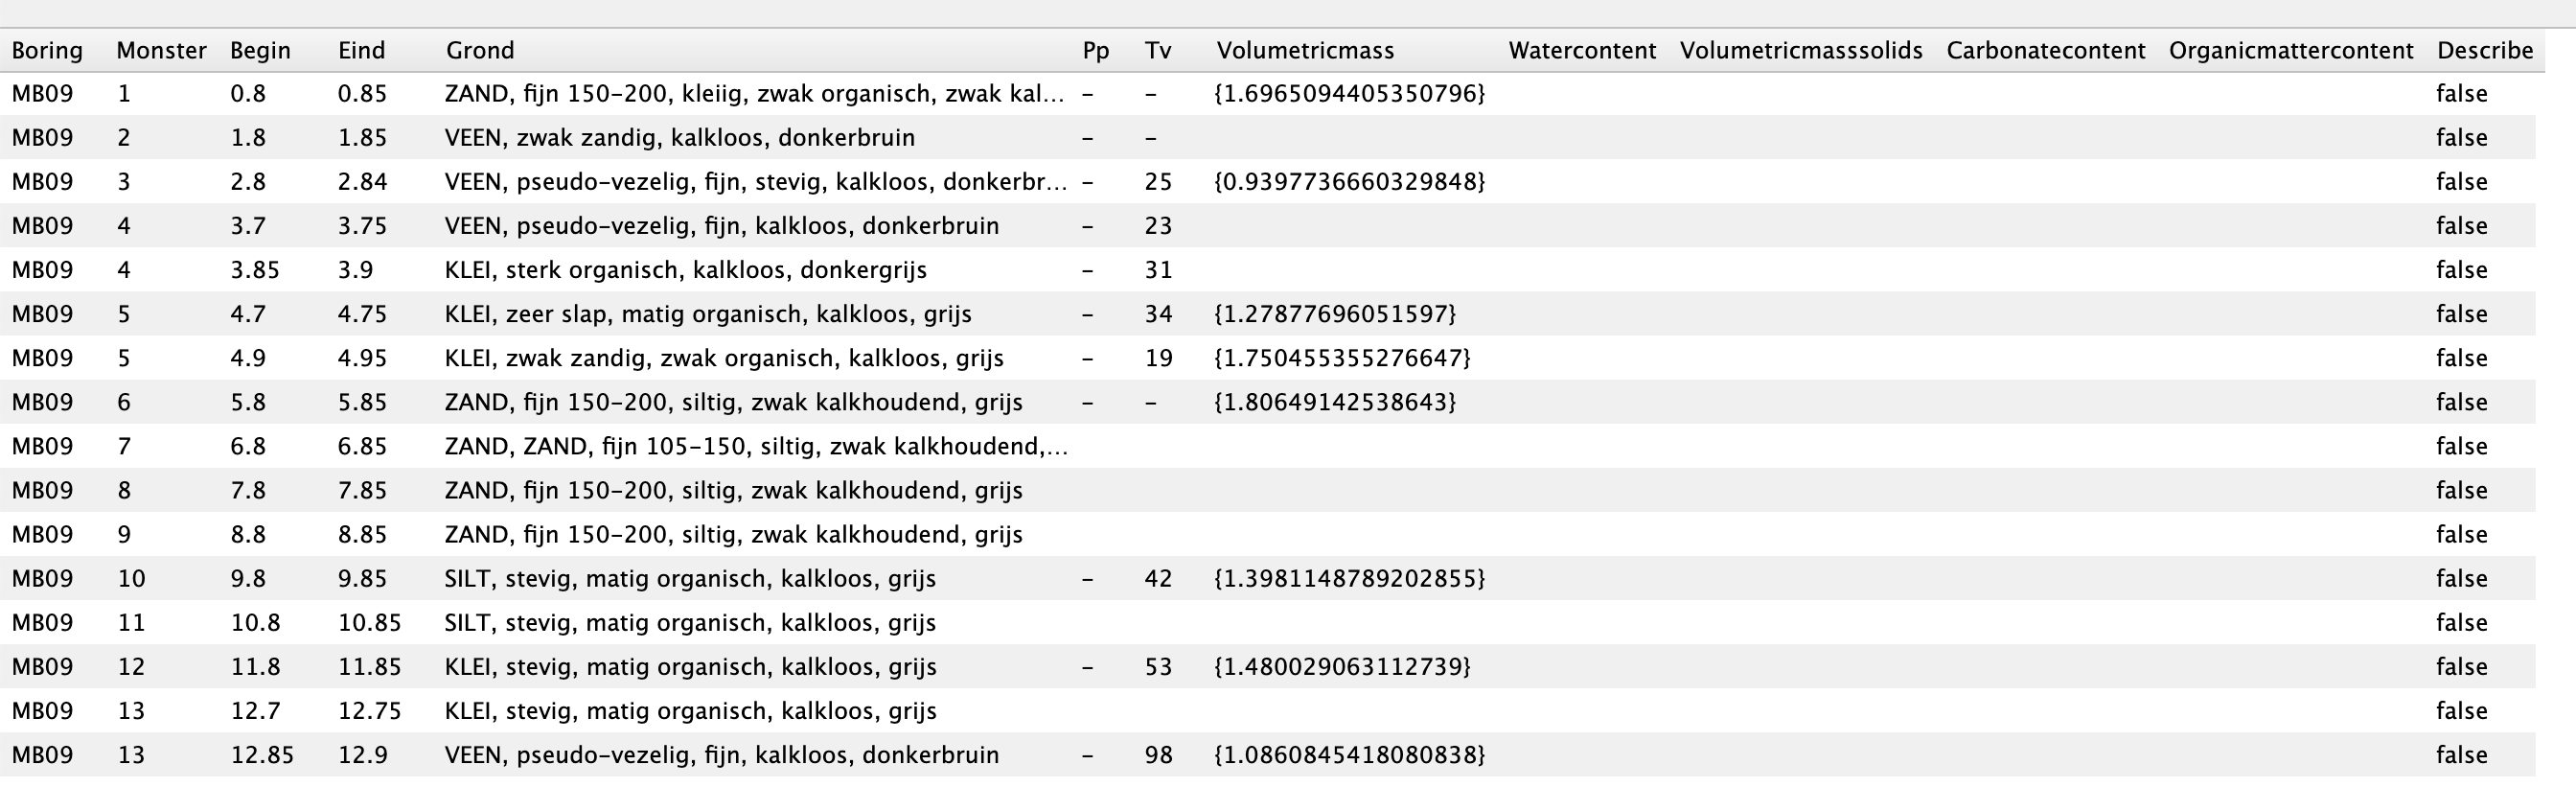 Boring Monster Begin Eind Grond Pp Tv Volumetricmass Watercontent Volumetricmasssolids Carbonatecontent Organicmattercontent Describe
MB09 1 0.8 0.85 ZAND, fijn 150-200, kleiig, zwak organisch, zwak kal... - - {1.6965094405350796} false
MB09 2 1.8 1.85 VEEN, zwak zandig, kalkloos, donkerbruin - - false
MB09 3 2.8 2.84 VEEN, pseudo-vezelig, fijn, stevig, kalkloos, donkerbr... - 25 {0.9397736660329848} false
MB09 4 3.7 3.75 VEEN, pseudo-vezelig, fijn, kalkloos, donkerbruin - 23 false
MB09 4 3.85 3.9 KLEI, sterk organisch, kalkloos, donkergrijs - 31 false
MB09 5 4.7 4.75 KLEI, zeer slap, matig organisch, kalkloos, grijs - 34 {1.27877696051597} false
MB09 5 4.9 4.95 KLEI, zwak zandig, zwak organisch, kalkloos, grijs - 19 {1.750455355276647} false
MB09 6 5.8 5.85 ZAND, fijn 150-200, siltig, zwak kalkhoudend, grijs - - {1.80649142538643} false
MB09 7 6.8 6.85 ZAND, ZAND, fijn 105-150, siltig, zwak kalkhoudend,... false
MB09 8 7.8 7.85 ZAND, fijn 150-200, siltig, zwak kalkhoudend, grijs false
MB09 9 8.8 8.85 ZAND, fijn 150-200, siltig, zwak kalkhoudend, grijs false
MB09 10 9.8 9.85 SILT, stevig, matig organisch, kalkloos, grijs - 42 {1.3981148789202855} false
MB09 11 10.8 10.85 SILT, stevig, matig organisch, kalkloos, grijs false
MB09 12 11.8 11.85 KLEI, stevig, matig organisch, kalkloos, grijs - 53 {1.480029063112739} false
MB09 13 12.7 12.75 KLEI, stevig, matig organisch, kalkloos, grijs false
MB09 13 12.85 12.9 VEEN, pseudo-vezelig, fijn, kalkloos, donkerbruin - 98 {1.0860845418080838} false